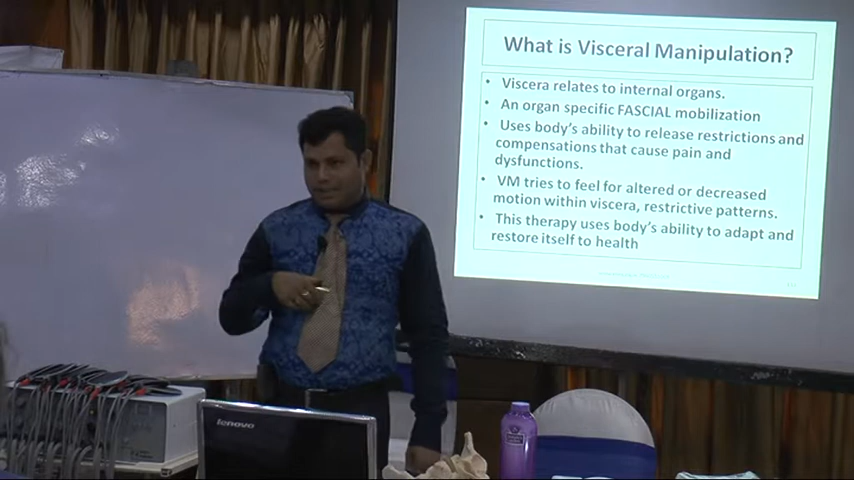 What is Visceral Manipulation?
• Viscera relates to internal organs.
• An organ specific FASCIAL mobilization
• Uses body's ability to release restrictions and
compensations that cause pain and
dysfunctions.
• VM tries to feel for altered or decreased
motion within viscera, restrictive patterns.
• This therapy uses body's ability to adapt and
restore itself to health
lenovo